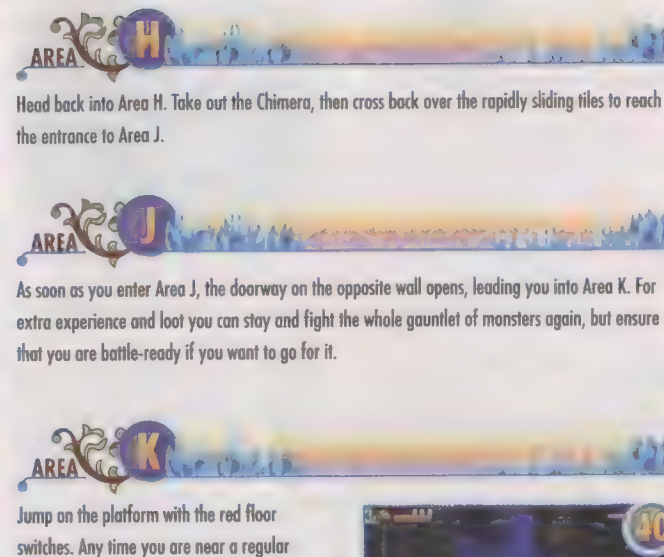 AREA H
Head back into Area H. Take out the Chimera, then cross back over the rapidly sliding tiles to reach
the entrance to Area J.
AREA J
As soon as you enter Area J, the doorway on the opposite wall opens, leading you into Area K. For
extra experience and loot you can stay and fight the whole gauntlet of monsters again, but ensure
that you are battle-ready if you want to go for it.
AREA K
Jump on the platform with the red floor
switches. Any time you are near a regular
40